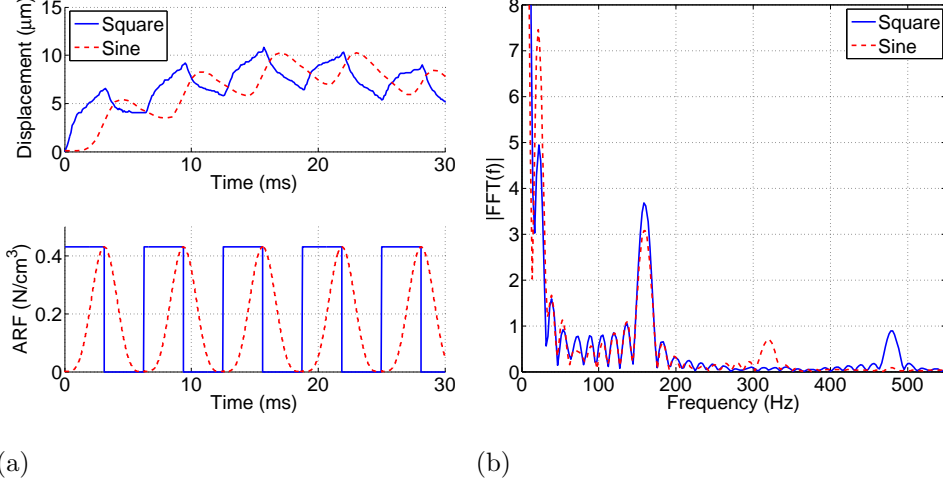 15
10
5
0
Displacement (μm)
Square
Sine
0
10
20
30
Time (ms)
0.4
0.2
0
ARF (N/cm³)
0
10
20
30
Time (ms)
(a)
8
7
6
5
4
3
2
1
0
|FFT(f)|
Square
Sine
0
100
200
300
400
500
Frequency (Hz)
(b)